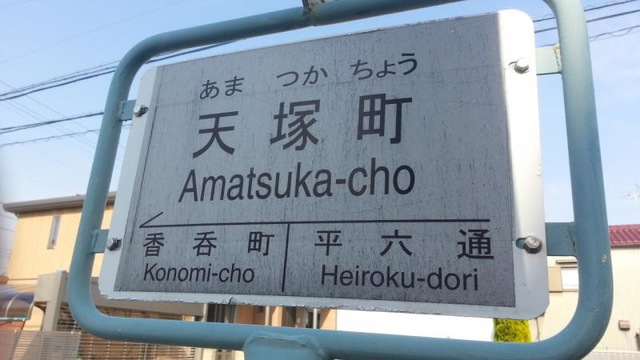 あま つか ちょう
天塚町
Amatsuka-cho
香呑町 平六通
Konomi-cho Heiroku-dori